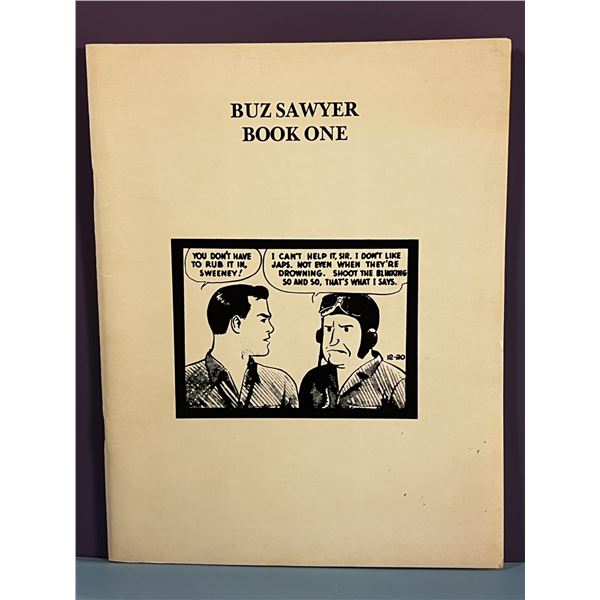 BUZ SAWYER
BOOK ONE
YOU DON'T HAVE
TO RUB IT IN,
SWEENEY!
I CAN'T HELP IT, SIR. I DON'T LIKE
JAPS. NOT EVEN WHEN THEY'RE
DROWNING. SHOOT THE BLINKING
SO AND SO, THAT'S WHAT I SAYS.
12-30